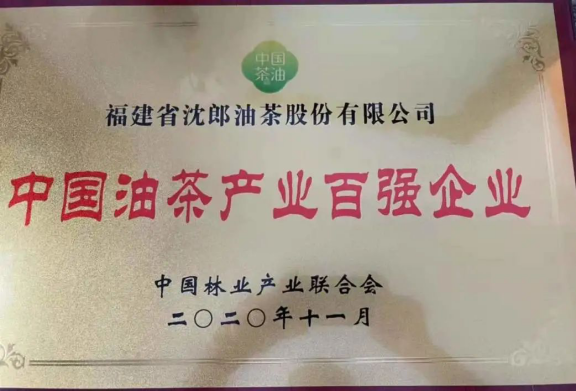 中国
茶油
福建省沈郎油茶股份有限公司
中国油茶产业百强企业
中国林业产业联合会
二〇二〇年十一月